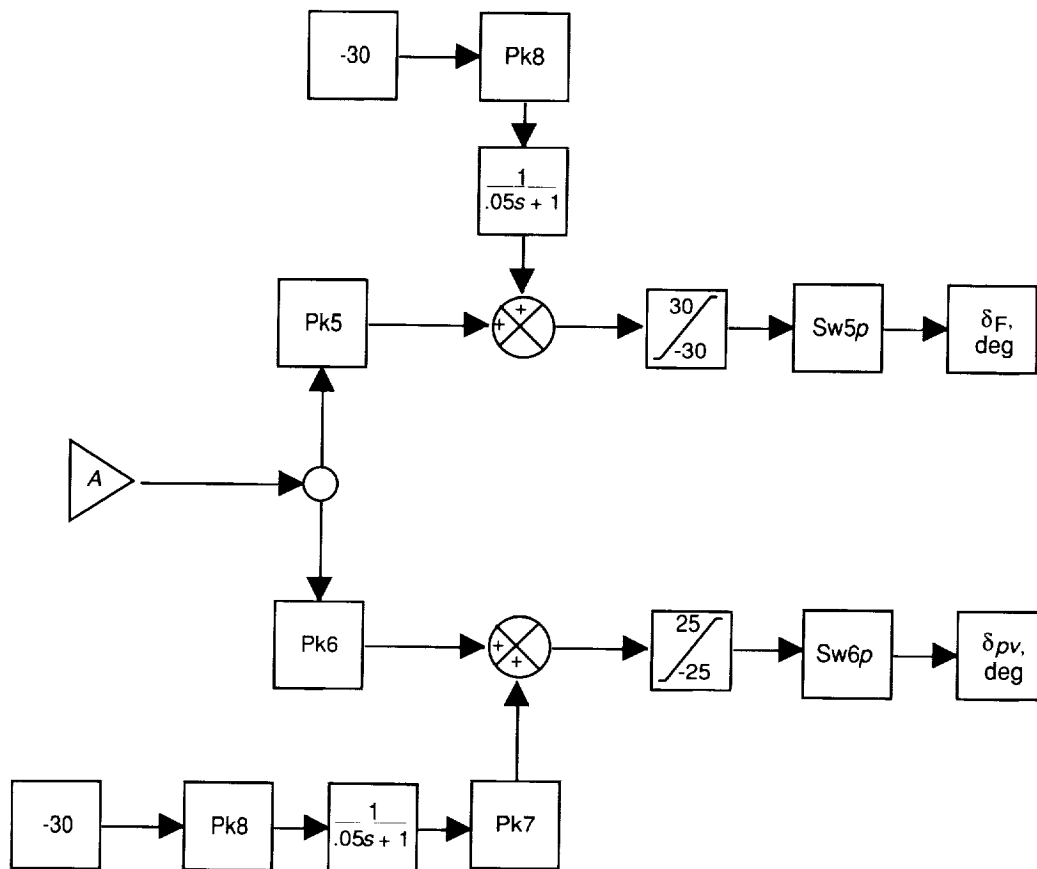 -30
Pk8
1
.05s + 1
Pk5
+
+
30
-30
Sw5p
δF,
deg
A
Pk6
+
+
25
-25
Sw6p
δpv,
deg
-30
Pk8
1
.05s + 1
Pk7